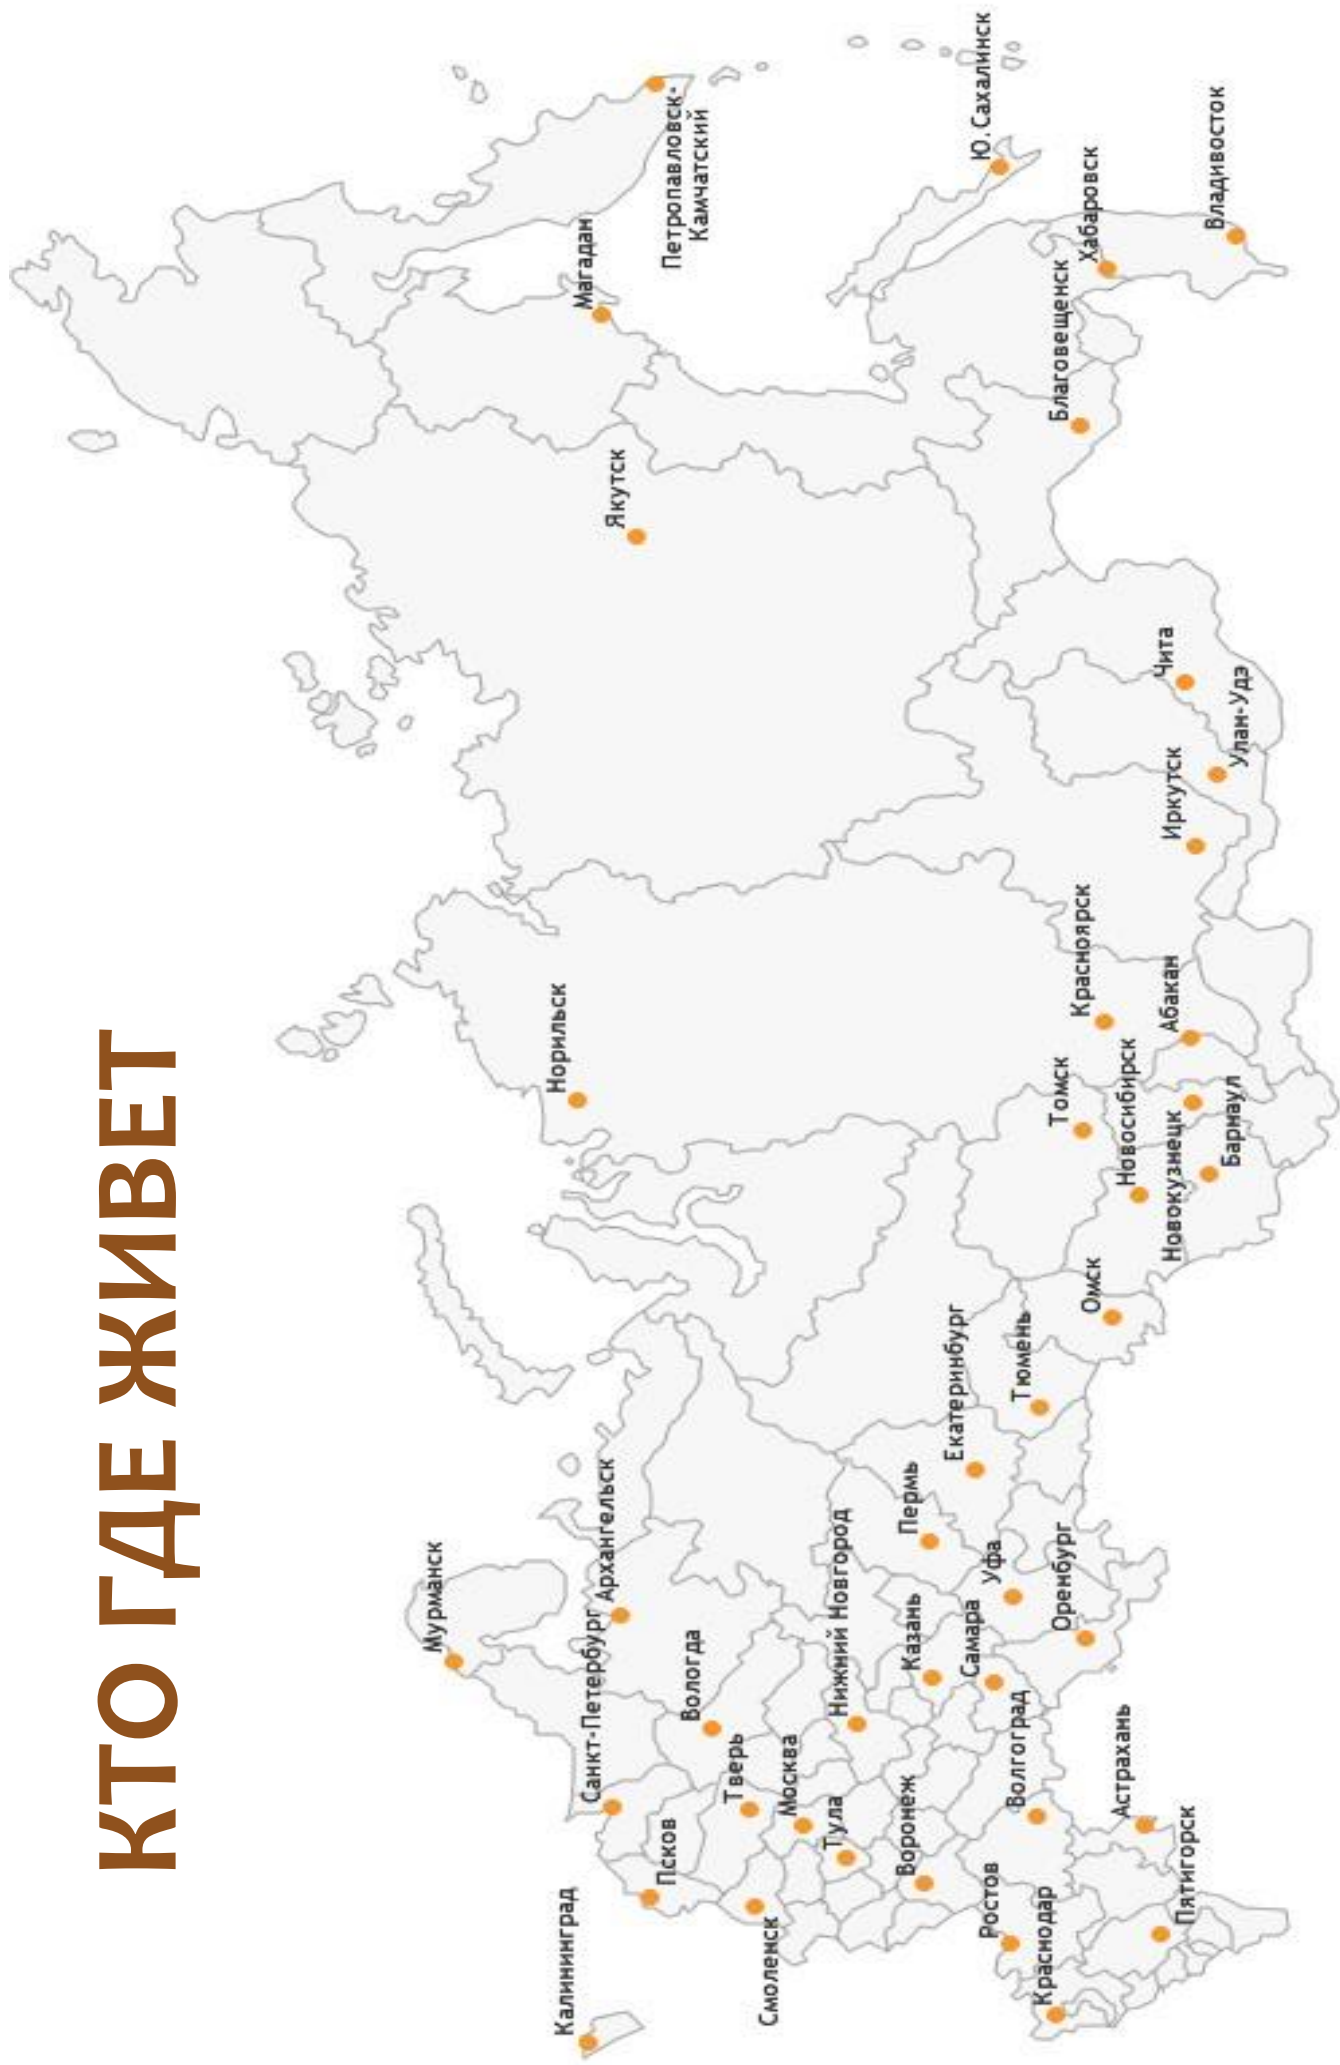 КТО ГДЕ ЖИВЕТ
Мурманск
Калининград
Санкт-Петербург
Архангельск
Псков
Вологда
Тверь
Смоленск
Москва
Тула
Нижний Новгород
Воронеж
Казань
Пермь
Екатеринбург
Самара
Уфа
Ростов
Волгоград
Тюмень
Краснодар
Оренбург
Астрахань
Пятигорск
Омск
Норильск
Томск
Новосибирск
Красноярск
Новокузнецк
Абакан
Барнаул
Иркутск
Улан-Удэ
Чита
Якутск
Магадан
Петропавловск-
Камчатский
Благовещенск
Хабаровск
Ю.Сахалинск
Владивосток